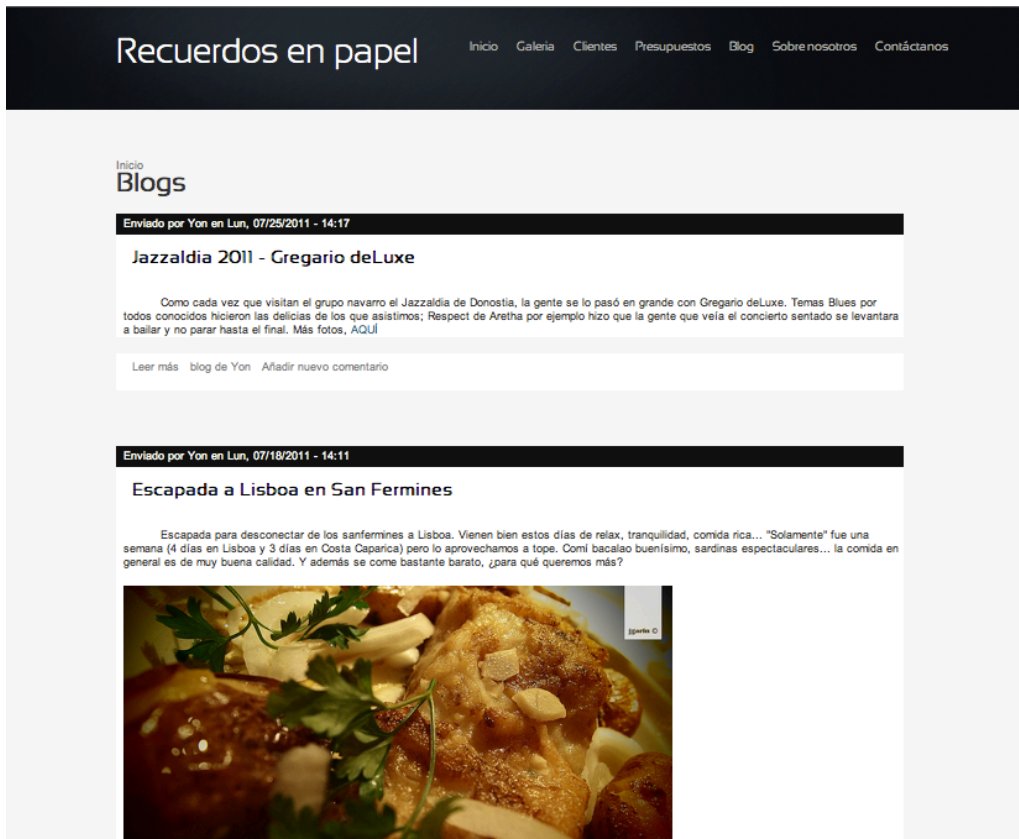 Recuerdos en papel
Inicio Galeria Clientes Presupuestos Blog Sobre nosotros Contáctanos
Inicio
Blogs
Enviado por Yon en Lun, 07/25/2011 - 14:17
Jazzaldia 2011 - Gregario deLuxe
Como cada vez que visitan el grupo navarro el Jazzaldia de Donostia, la gente se lo pasó en grande con Gregario deLuxe. Temas Blues por
todos conocidos hicieron las delicias de los que asistimos; Respect de Aretha por ejemplo hizo que la gente que veía el concierto sentado se levantara
a bailar y no parar hasta el final. Más fotos, AQUÍ
Leer más blog de Yon Añadir nuevo comentario
Enviado por Yon en Lun, 07/18/2011 - 14:11
Escapada a Lisboa en San Fermines
Escapada para desconectar de los sanfermines a Lisboa. Vienen bien estos días de relax, tranquilidad, comida rica... "Solamente" fue una
semana (4 días en Lisboa y 3 días en Costa Caparica) pero lo aprovechamos a tope. Comí bacalao buenísimo, sardinas espectaculares... la comida en
general es de muy buena calidad. Y además se come bastante barato, ¿para qué queremos más?